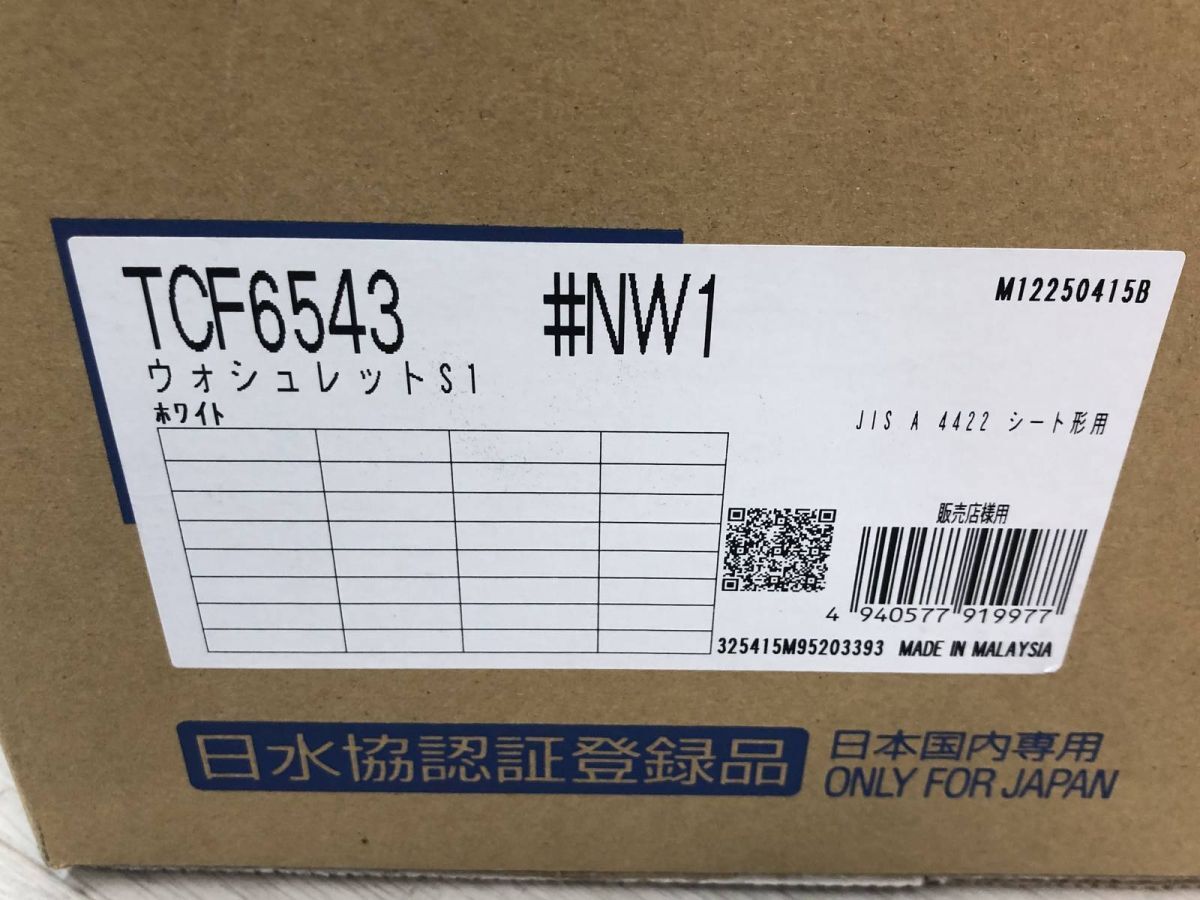 TCF6543 #NW1 M12250415B
ウォシュレットS1
ホワイト
JIS A 4422 シート形用
販売店様用
4 940577 919977
325415M95203393 MADE IN MALAYSIA
日水協認証登録品
日本国内専用
ONLY FOR JAPAN